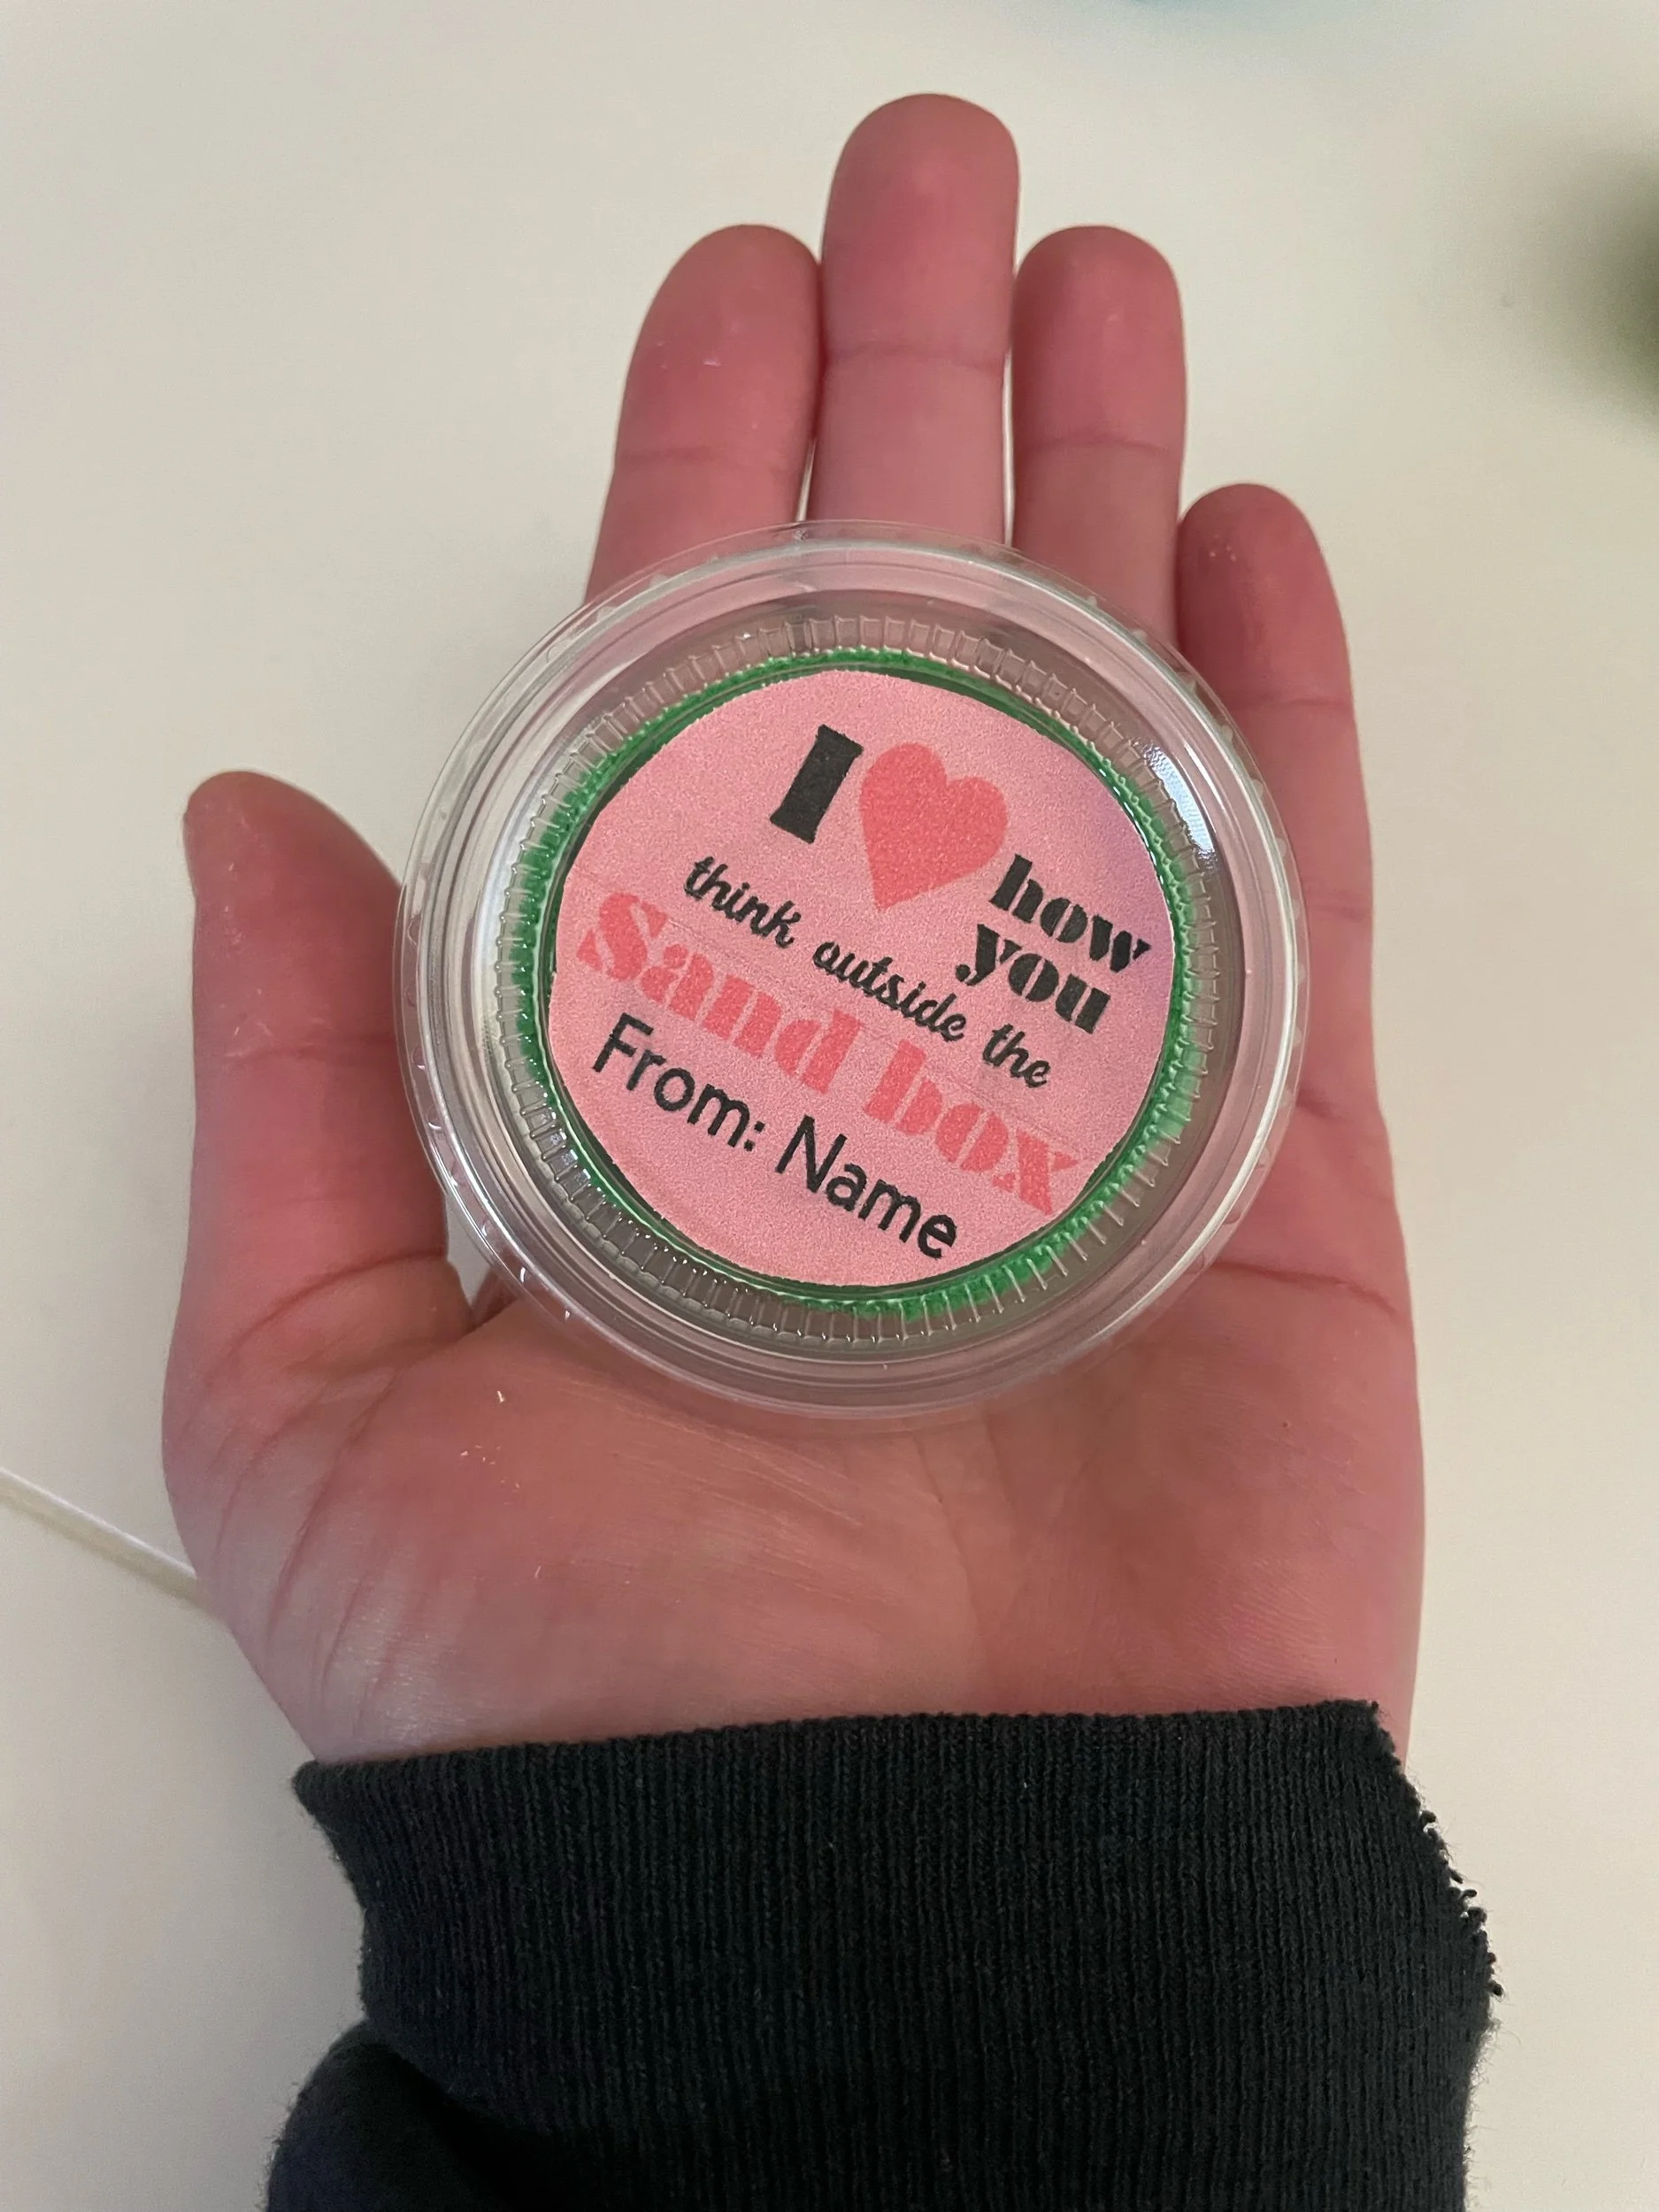 I how
you
think outside the
Sand box
From: Name